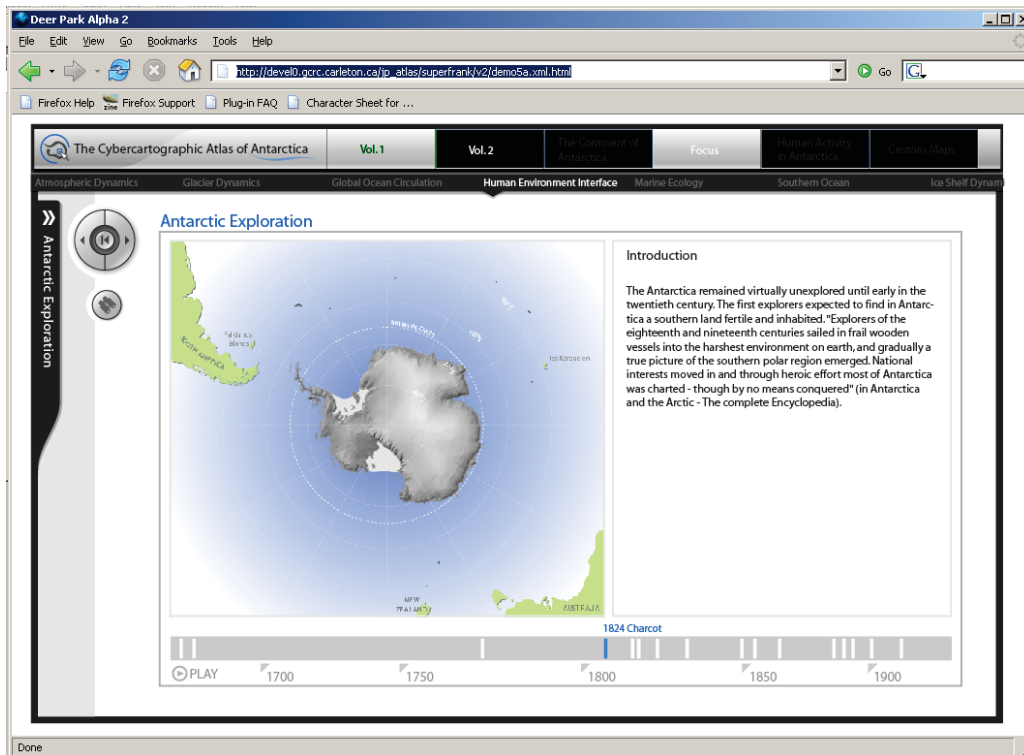 Deer Park Alpha 2
File Edit View Go Bookmarks Tools Help
http://devel0.gcrc.carleton.ca/jp_atlas/superfrank/v2/demo5a.xml.html
Go
G
Firefox Help Firefox Support Plug-in FAQ Character Sheet for ...
The Cybercartographic Atlas of Antarctica
Vol.1
Vol.2
The Continent of
Antarctica
Focus
Human Activity
in Antarctica
Custom Maps
Atmospheric Dynamics Glacier Dynamics Global Ocean Circulation Human Environment Interface Marine Ecology Southern Ocean Ice Shelf Dynam
Antarctic Exploration
Antarctic Exploration
SOUTH AMERICA
Islands
Antarctic Circle
Iles Kerguelen
NEW
ZEALAND
AUSTRALIA
Introduction
The Antarctica remained virtually unexplored until early in the
twentieth century. The first explorers expected to find in Antarc-
tica a southern land fertile and inhabited. "Explorers of the
eighteenth and nineteenth centuries sailed in frail wooden
vessels into the harshest environment on earth, and gradually a
true picture of the southern polar region emerged. National
interests moved in and through heroic effort most of Antarctica
was charted - though by no means conquered" (in Antarctica
and the Arctic - The complete Encyclopedia).
1824 Charcot
PLAY
1700 1750 1800 1850 1900
Done